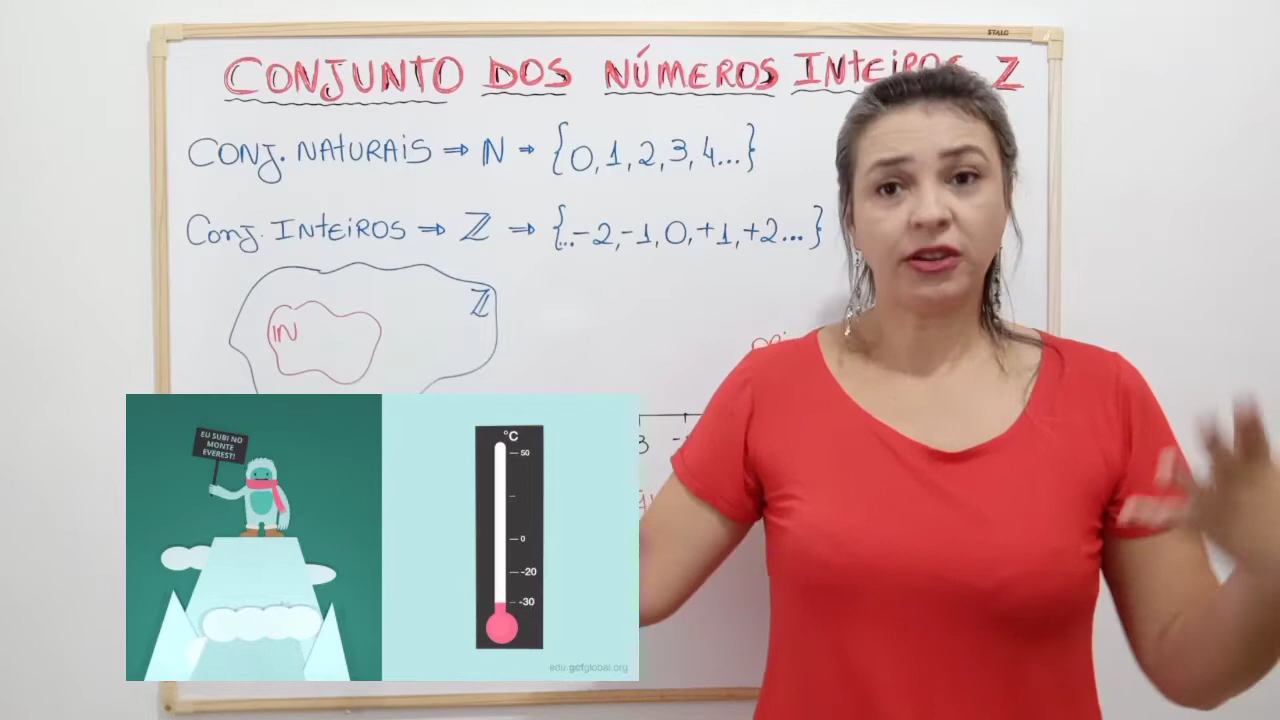 STALO
CONJUNTO DOS NÚMEROS INTEIROS Z
CONJ. NATURAIS ⇒ ℕ → {0, 1, 2, 3, 4...}
Conj. INTEIROS ⇒ ℤ ⇒ {...-2, -1, 0, +1, +2...}
ℤ
ℕ
EU SUBI NO
MONTE
EVEREST!
°C
50
0
-20
-30
3
edu.gcfglobal.org